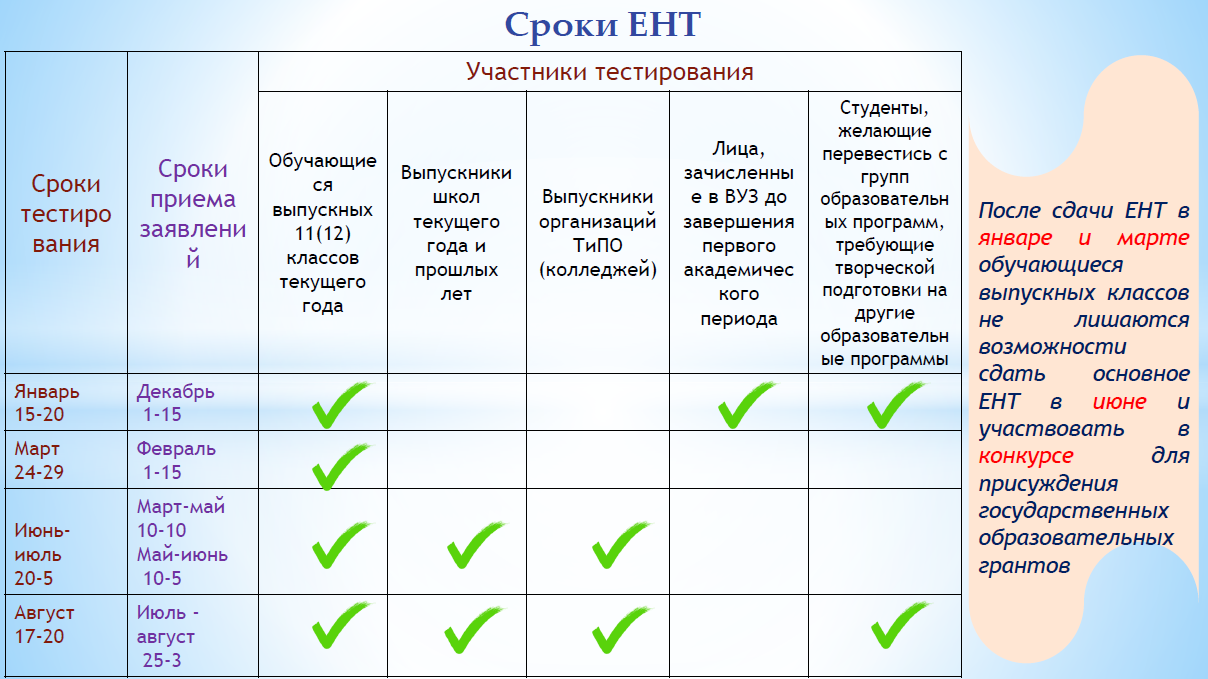 Сроки ЕНТ
Сроки
тестиро
вания
Сроки
приема
заявлени
й
Участники тестирования
Обучающие
ся
выпускных
11(12)
классов
текущего
года
Выпускники
школ
текущего
года и
прошлых
лет
Выпускники
организаций
ТиПО
(колледжей)
Лица,
зачисленны
е в ВУЗ до
завершения
первого
академичес
кого
периода
Студенты,
желающие
перевестись с
групп
образовательн
ых программ,
требующие
творческой
подготовки на
другие
образовательн
ые программы
Январь
15-20
Декабрь
1-15
Март
24-29
Февраль
1-15
Июнь-
июль
20-5
Март-май
10-10
Май-июнь
10-5
Август
17-20
Июль -
август
25-3
После сдачи ЕНТ в
январе и марте
обучающиеся
выпускных классов
не лишаются
возможности
сдать основное
ЕНТ в июне и
участвовать в
конкурсе для
присуждения
государственных
образовательных
грантов